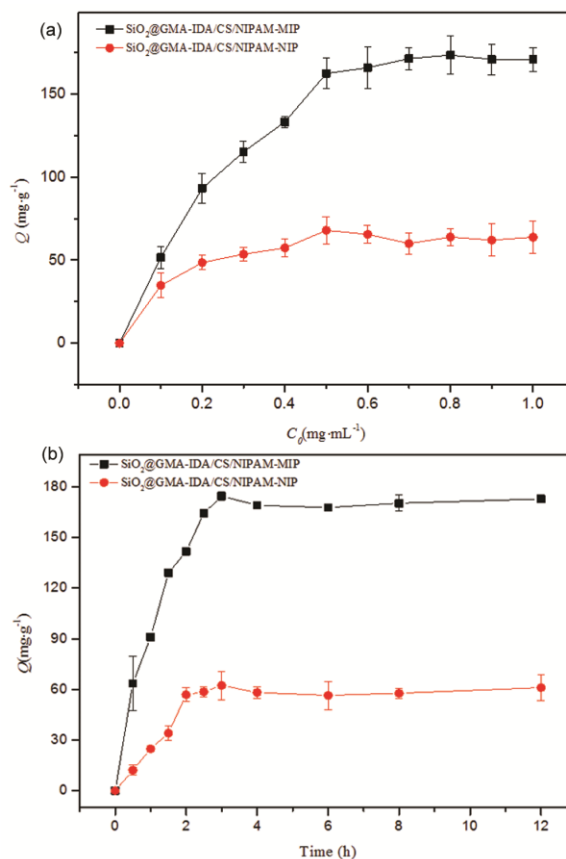 (a)
SiO₂@GMA-IDA/CS/NIPAM-MIP
SiO₂@GMA-IDA/CS/NIPAM-NIP
Q (mg·g⁻¹)
150
100
50
0
0.0 0.2 0.4 0.6 0.8 1.0
C₀(mg·mL⁻¹)
(b)
SiO₂@GMA-IDA/CS/NIPAM-MIP
SiO₂@GMA-IDA/CS/NIPAM-NIP
Q(mg·g⁻¹)
180
150
120
90
60
30
0
0 2 4 6 8 10 12
Time (h)